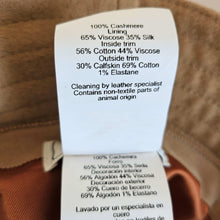 100% Cashmere
Lining
65% Viscose 35% Silk
Inside trim
56% Cotton 44% Viscose
Outside trim
30% Calfskin 69% Cotton
1% Elastane
Cleaning by leather specialist
Contains non-textile parts of
animal origin
100% Cashmere
Forro
65% Viscosa 35% Seda
Decoración interior
56% Algodón 44% Viscosa
Decoración exterior
30% Cuero de becerro
69% Algodón
1% Elastano
Lavado por un especialista en
cuero